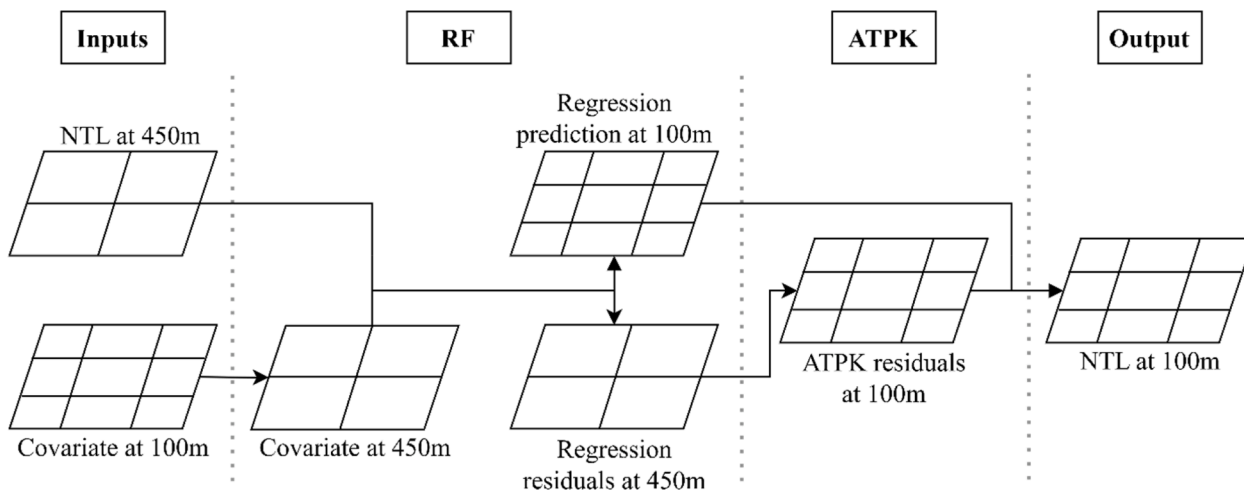 Inputs
RF
ATPK
Output
NTL at 450m
Regression
prediction at 100m
Covariate at 100m
Covariate at 450m
Regression
residuals at 450m
ATPK residuals
at 100m
NTL at 100m